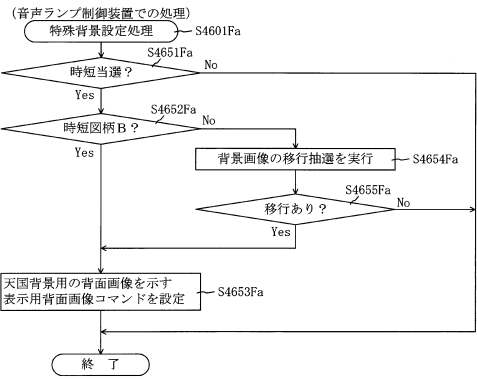 (音声ランプ制御装置での処理)
特殊背景設定処理
S4601Fa
S4651Fa
時短当選?
No
Yes
S4652Fa
時短図柄B?
No
Yes
背景画像の移行抽選を実行
S4654Fa
S4655Fa
移行あり?
No
Yes
天国背景用の背面画像を示す
表示用背面画像コマンドを設定
S4653Fa
終 了